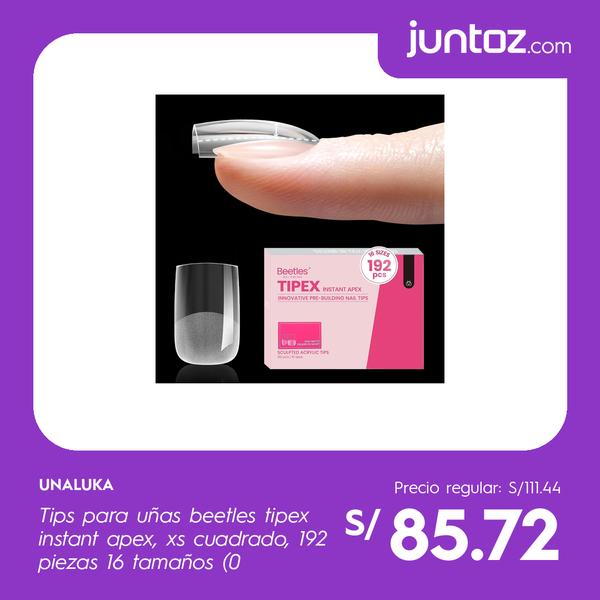 juntoz.com
16 SIZES
192
pcs
Beetles
TIPEX INSTANT APEX
INNOVATIVE PRE-BUILDING NAIL TIPS
SCULPTED ACRYLIC TIPS
UNALUKA
Tips para uñas beetles tipex
instant apex, xs cuadrado, 192
piezas 16 tamaños (0
Precio regular: S/111.44
S/85.72